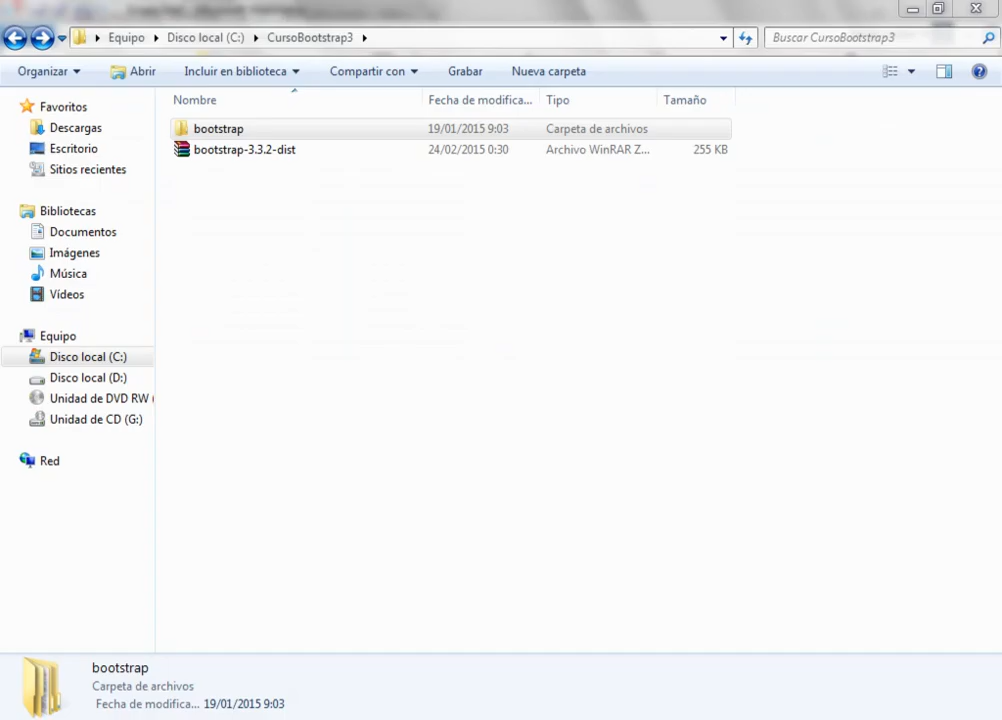 Equipo Disco local (C:) CursoBootstrap3 Buscar CursoBootstrap3
Organizar Abrir Incluir en biblioteca Compartir con Grabar Nueva carpeta
Nombre Fecha de modifica... Tipo Tamaño
bootstrap 19/01/2015 9:03 Carpeta de archivos
bootstrap-3.3.2-dist 24/02/2015 0:30 Archivo WinRAR Z... 255 KB
Favoritos
Descargas
Escritorio
Sitios recientes
Bibliotecas
Documentos
Imágenes
Música
Vídeos
Equipo
Disco local (C:)
Disco local (D:)
Unidad de DVD RW (
Unidad de CD (G:)
Red
bootstrap
Carpeta de archivos
Fecha de modifica... 19/01/2015 9:03